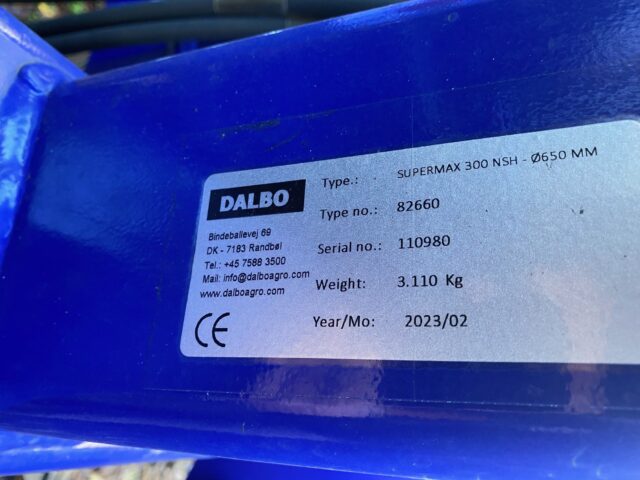 DALBO
Bindeballevej 69
DK - 7183 Randbøl
Tel.: +45 7588 3500
Mail: info@dalboagro.com
www.dalboagro.com
CE
Type.: SUPERMAX 300 NSH - Ø650 MM
Type no.: 82660
Serial no.: 110980
Weight: 3.110 Kg
Year/Mo: 2023/02